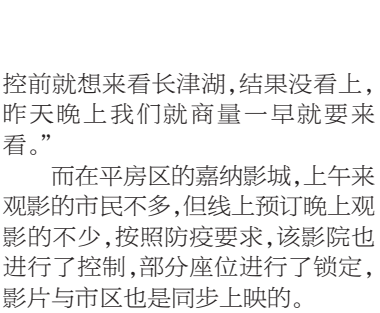 控前就想来看长津湖,结果没看上,
昨天晚上我们就商量一早就要来
看。”
而在平房区的嘉纳影城,上午来
观影的市民不多,但线上预订晚上观
影的不少,按照防疫要求,该影院也
进行了控制,部分座位进行了锁定,
影片与市区也是同步上映的。